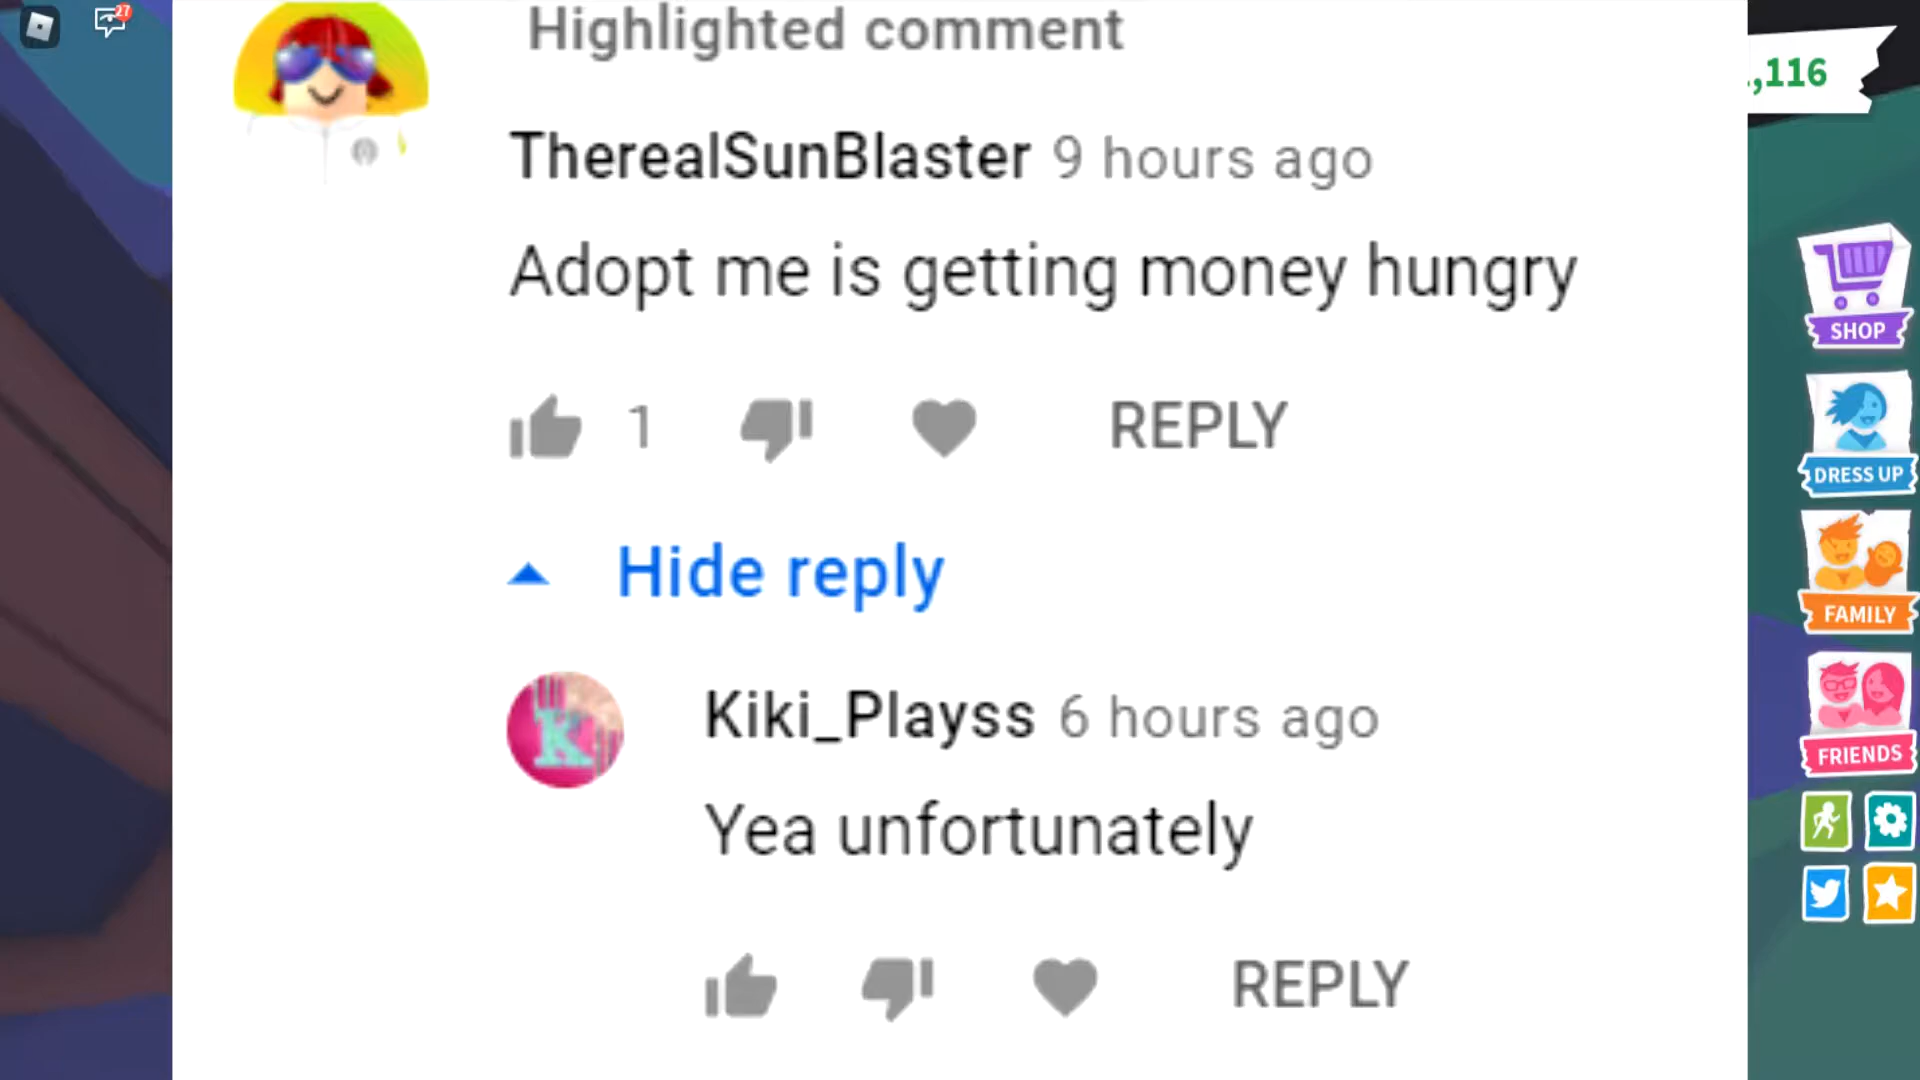 27
Highlighted comment
,116
TherealSunBlaster 9 hours ago
Adopt me is getting money hungry
1 REPLY
Hide reply
Kiki_Playss 6 hours ago
Yea unfortunately
REPLY
SHOP
DRESS UP
FAMILY
FRIENDS
K